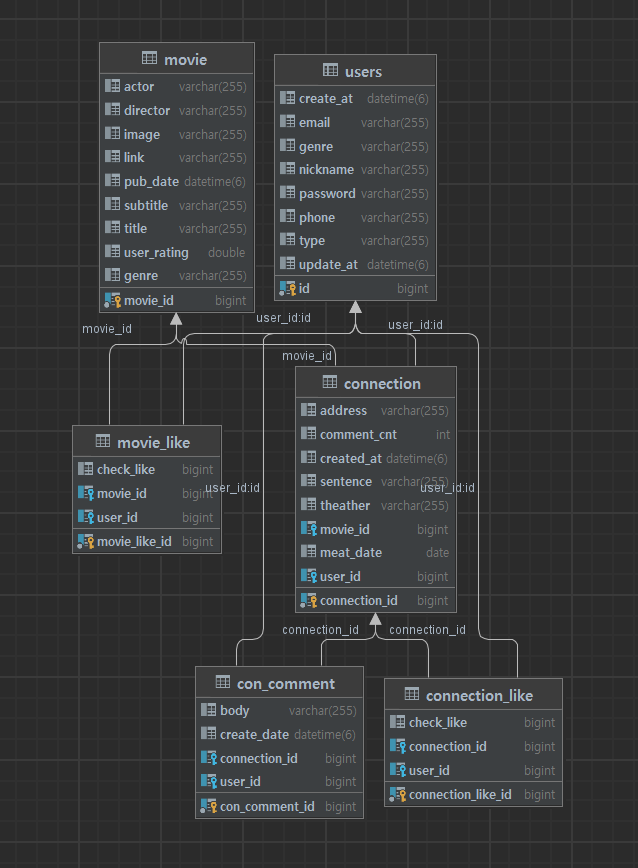 movie
actor varchar(255)
director varchar(255)
image varchar(255)
link varchar(255)
pub_date datetime(6)
subtitle varchar(255)
title varchar(255)
user_rating double
genre varchar(255)
movie_id bigint
users
create_at datetime(6)
email varchar(255)
genre varchar(255)
nickname varchar(255)
password varchar(255)
phone varchar(255)
type varchar(255)
update_at datetime(6)
id bigint
movie_id
user_id:id
user_id:id
movie_id
connection
address varchar(255)
comment_cnt int
created_at datetime(6)
sentence varchar(255)
theather varchar(255)
movie_id bigint
meat_date date
user_id bigint
connection_id bigint
movie_like
check_like bigint
movie_id bigint
user_id bigint
movie_like_id bigint
user_id:id
user_id:id
connection_id
connection_id
con_comment
body varchar(255)
create_date datetime(6)
connection_id bigint
user_id bigint
con_comment_id bigint
connection_like
check_like bigint
connection_id bigint
user_id bigint
connection_like_id bigint